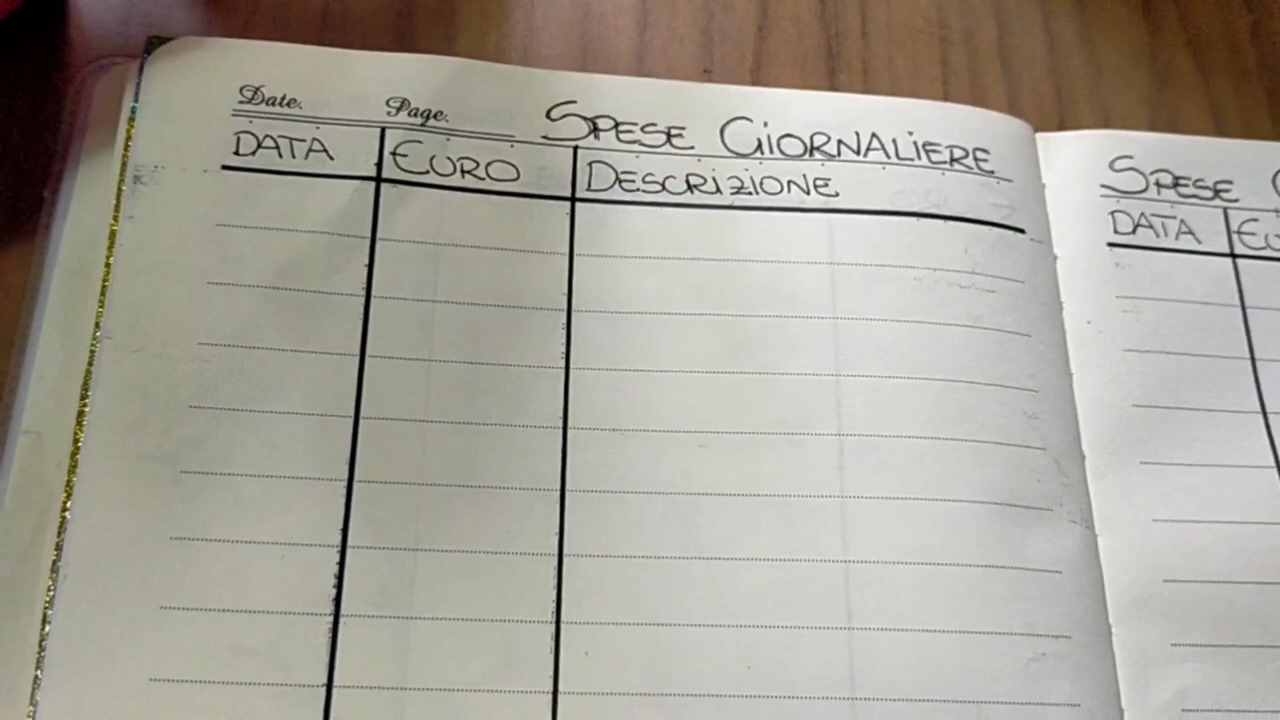 Date. Page. SPESE GIORNALIERE
DATA EURO DESCRIZIONE
SPESE
DATA